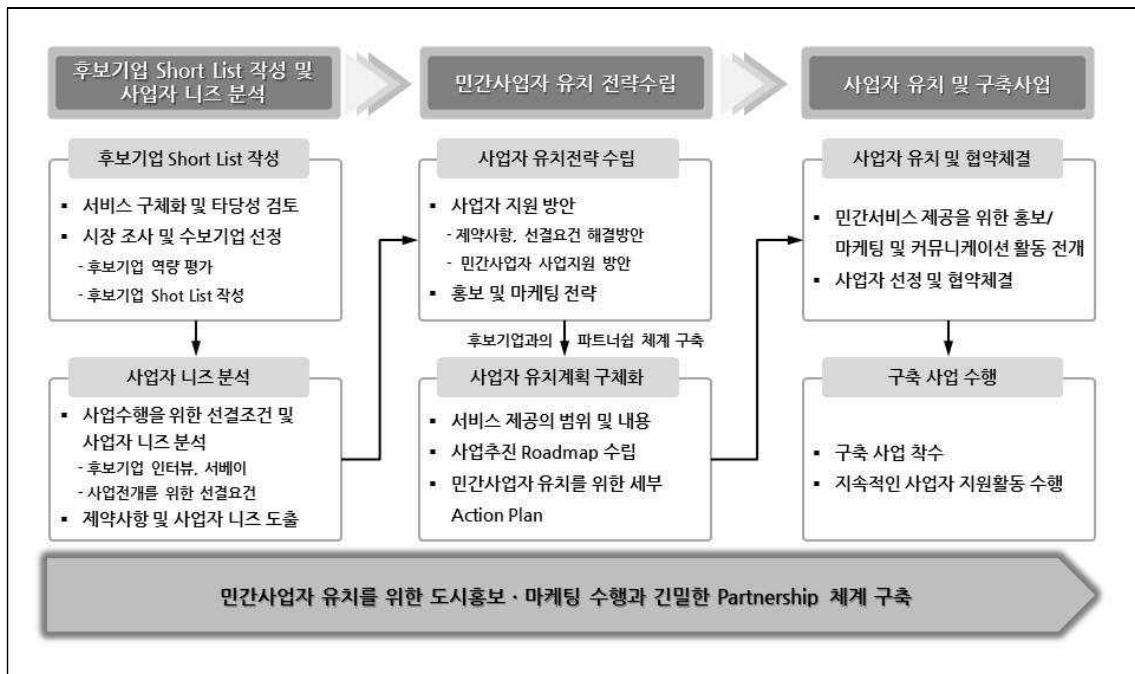 후보기업 Short List 작성 및
사업자 니즈 분석
민간사업자 유치 전략수립
사업자 유치 및 구축사업
후보기업 Short List 작성
▪ 서비스 구체화 및 타당성 검토
▪ 시장 조사 및 수보기업 선정
- 후보기업 역량 평가
- 후보기업 Shot List 작성
사업자 니즈 분석
▪ 사업수행을 위한 선결조건 및
사업자 니즈 분석
- 후보기업 인터뷰, 서베이
- 사업전개를 위한 선결요건
▪ 제약사항 및 사업자 니즈 도출
사업자 유치전략 수립
▪ 사업자 지원 방안
- 제약사항, 선결요건 해결방안
- 민간사업자 사업지원 방안
▪ 홍보 및 마케팅 전략
후보기업과의 파트너쉽 체계 구축
사업자 유치계획 구체화
▪ 서비스 제공의 범위 및 내용
▪ 사업추진 Roadmap 수립
▪ 민간사업자 유치를 위한 세부
Action Plan
사업자 유치 및 협약체결
▪ 민간서비스 제공을 위한 홍보/
마케팅 및 커뮤니케이션 활동 전개
▪ 사업자 선정 및 협약체결
구축 사업 수행
▪ 구축 사업 착수
▪ 지속적인 사업자 지원활동 수행
민간사업자 유치를 위한 도시홍보 · 마케팅 수행과 긴밀한 Partnership 체계 구축